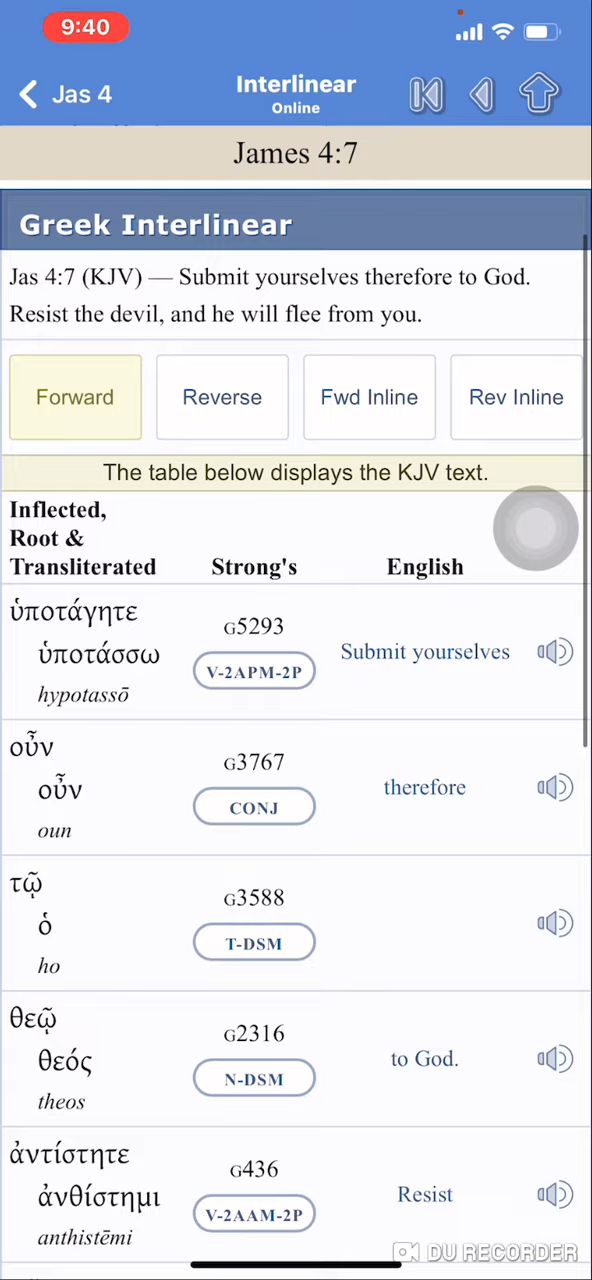 9:40
Jas 4
Interlinear
Online
James 4:7
Greek Interlinear
Jas 4:7 (KJV) — Submit yourselves therefore to God.
Resist the devil, and he will flee from you.
Forward
Reverse
Fwd Inline
Rev Inline
The table below displays the KJV text.
Inflected,
Root &
Transliterated
Strong's
English
ὑποτάγητε
ὑποτάσσω
hypotassō
G5293
V-2APM-2P
Submit yourselves
οὖν
οὖν
oun
G3767
CONJ
therefore
τῷ
ὁ
ho
G3588
T-DSM
θεῷ
θεός
theos
G2316
N-DSM
to God.
ἀντίστητε
ἀνθίστημι
anthistēmi
G436
V-2AAM-2P
Resist
DU RECORDER